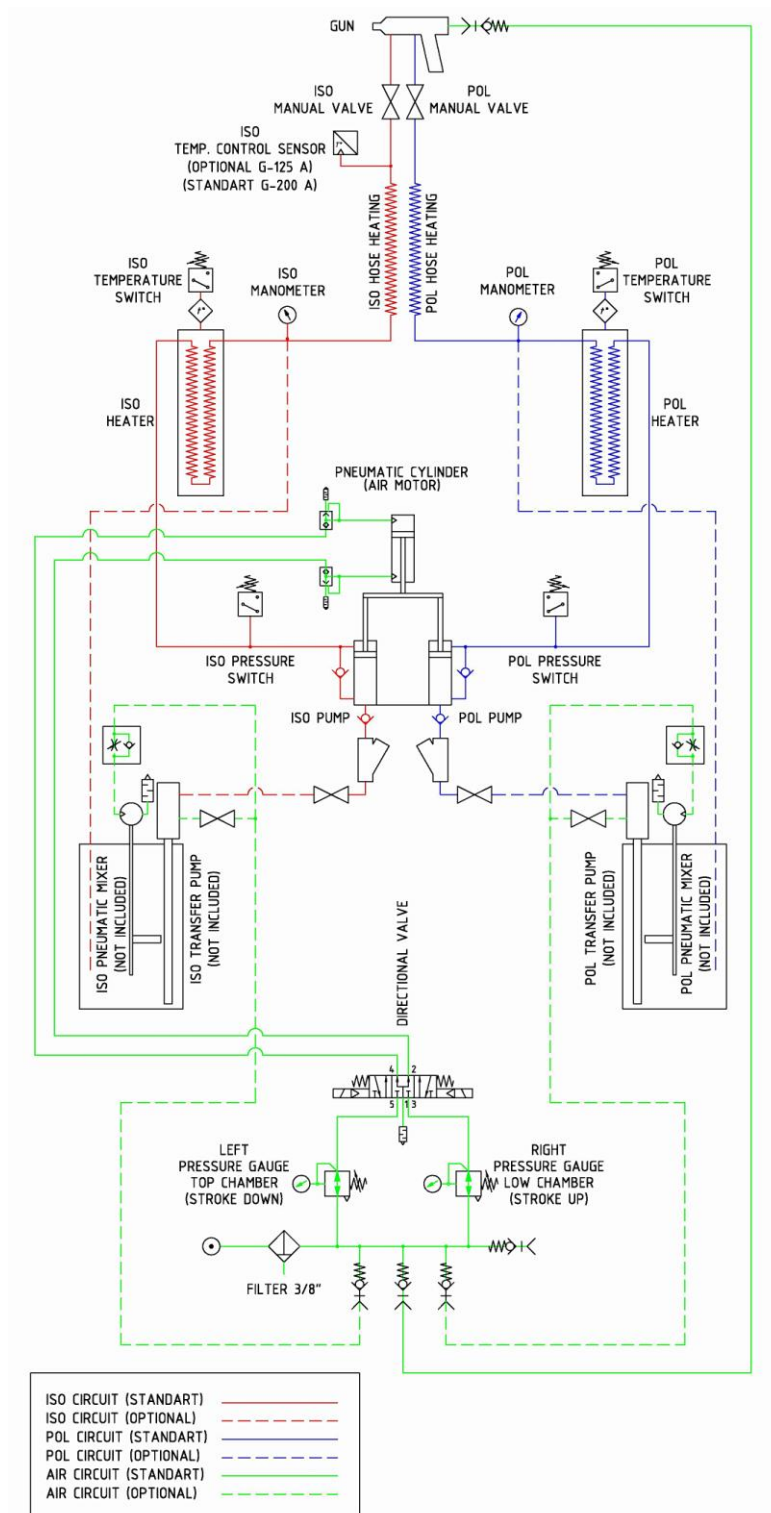 GUN
ISO
MANUAL VALVE
POL
MANUAL VALVE
ISO
TEMP. CONTROL SENSOR
(OPTIONAL G-125 A)
(STANDART G-200 A)
ISO HOSE HEATING
POL HOSE HEATING
ISO
TEMPERATURE
SWITCH
ISO
MANOMETER
POL
MANOMETER
POL
TEMPERATURE
SWITCH
ISO
HEATER
POL
HEATER
PNEUMATIC CYLINDER
(AIR MOTOR)
ISO PRESSURE
SWITCH
POL PRESSURE
SWITCH
ISO PUMP
POL PUMP
ISO PNEUMATIC MIXER
(NOT INCLUDED)
ISO TRANSFER PUMP
(NOT INCLUDED)
POL TRANSFER PUMP
(NOT INCLUDED)
POL PNEUMATIC MIXER
(NOT INCLUDED)
DIRECTIONAL VALVE
4 2
5 1 3
LEFT
PRESSURE GAUGE
TOP CHAMBER
(STROKE DOWN)
RIGHT
PRESSURE GAUGE
LOW CHAMBER
(STROKE UP)
FILTER 3/8"
ISO CIRCUIT (STANDART)
ISO CIRCUIT (OPTIONAL)
POL CIRCUIT (STANDART)
POL CIRCUIT (OPTIONAL)
AIR CIRCUIT (STANDART)
AIR CIRCUIT (OPTIONAL)